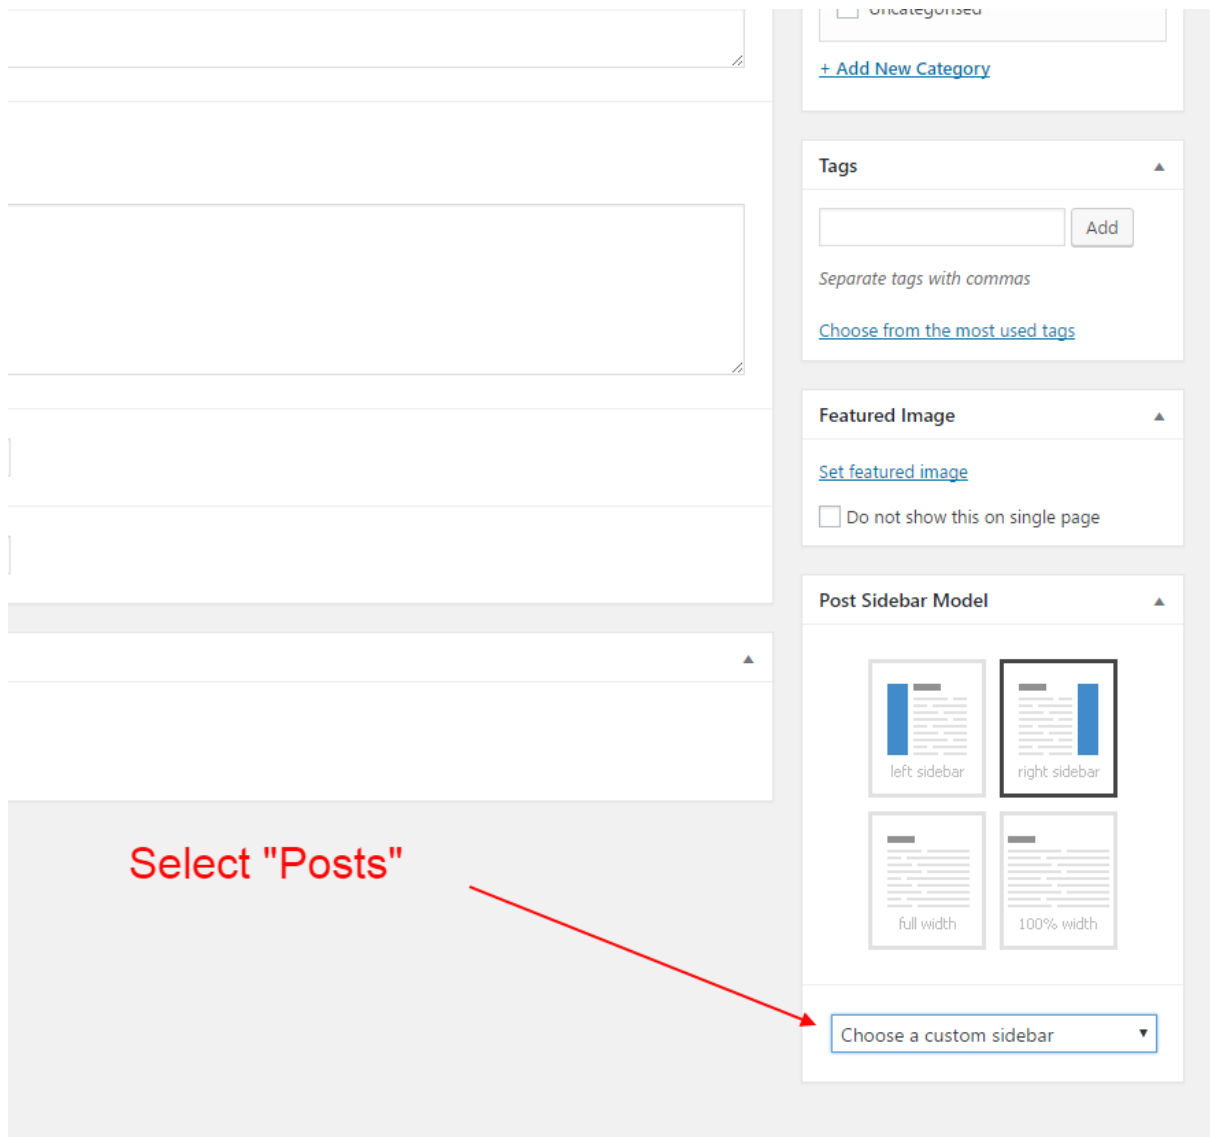 Uncategorised
+ Add New Category
Tags
Add
Separate tags with commas
Choose from the most used tags
Featured Image
Set featured image
Do not show this on single page
Post Sidebar Model
left sidebar
right sidebar
full width
100% width
Select "Posts"
Choose a custom sidebar